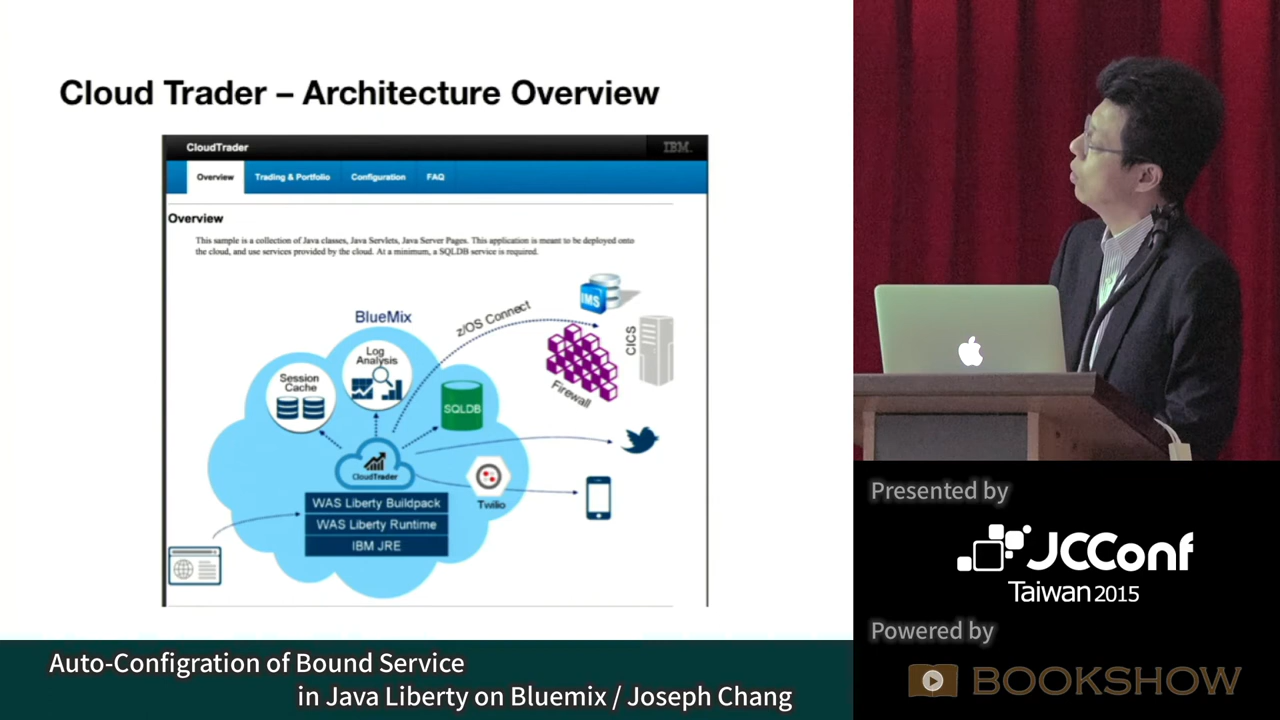 Cloud Trader – Architecture Overview
CloudTrader
IBM
Overview
Trading & Portfolio
Configuration
FAQ
Overview
This sample is a collection of Java classes, Java Servlets, Java Server Pages. This application is meant to be deployed onto
the cloud, and use services provided by the cloud. At a minimum, a SQLDB service is required.
BlueMix
z/OS Connect
IMS
CICS
Firewall
Log
Analysis
Session
Cache
SQLDB
CloudTrader
Twilio
WAS Liberty Buildpack
WAS Liberty Runtime
IBM JRE
Auto-Configration of Bound Service
in Java Liberty on Bluemix / Joseph Chang
Presented by
JCConf
Taiwan 2015
Powered by
BOOKSHOW